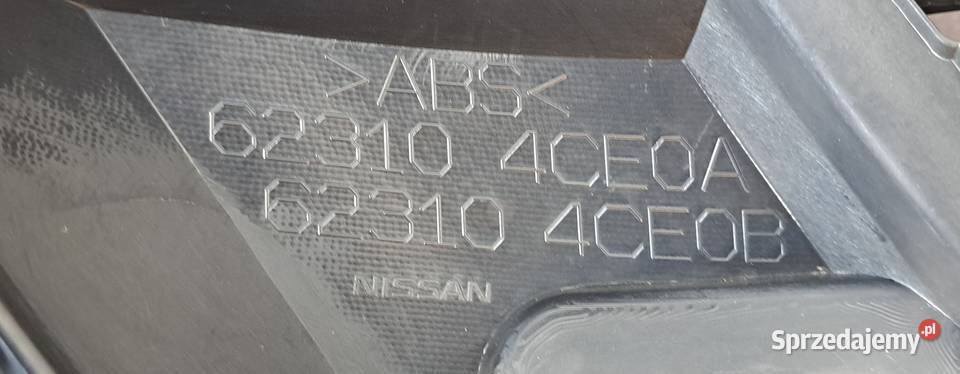 >ABS<
62310 4CE0A
62310 4CE0B
NISSAN
Sprzedajemy.pl